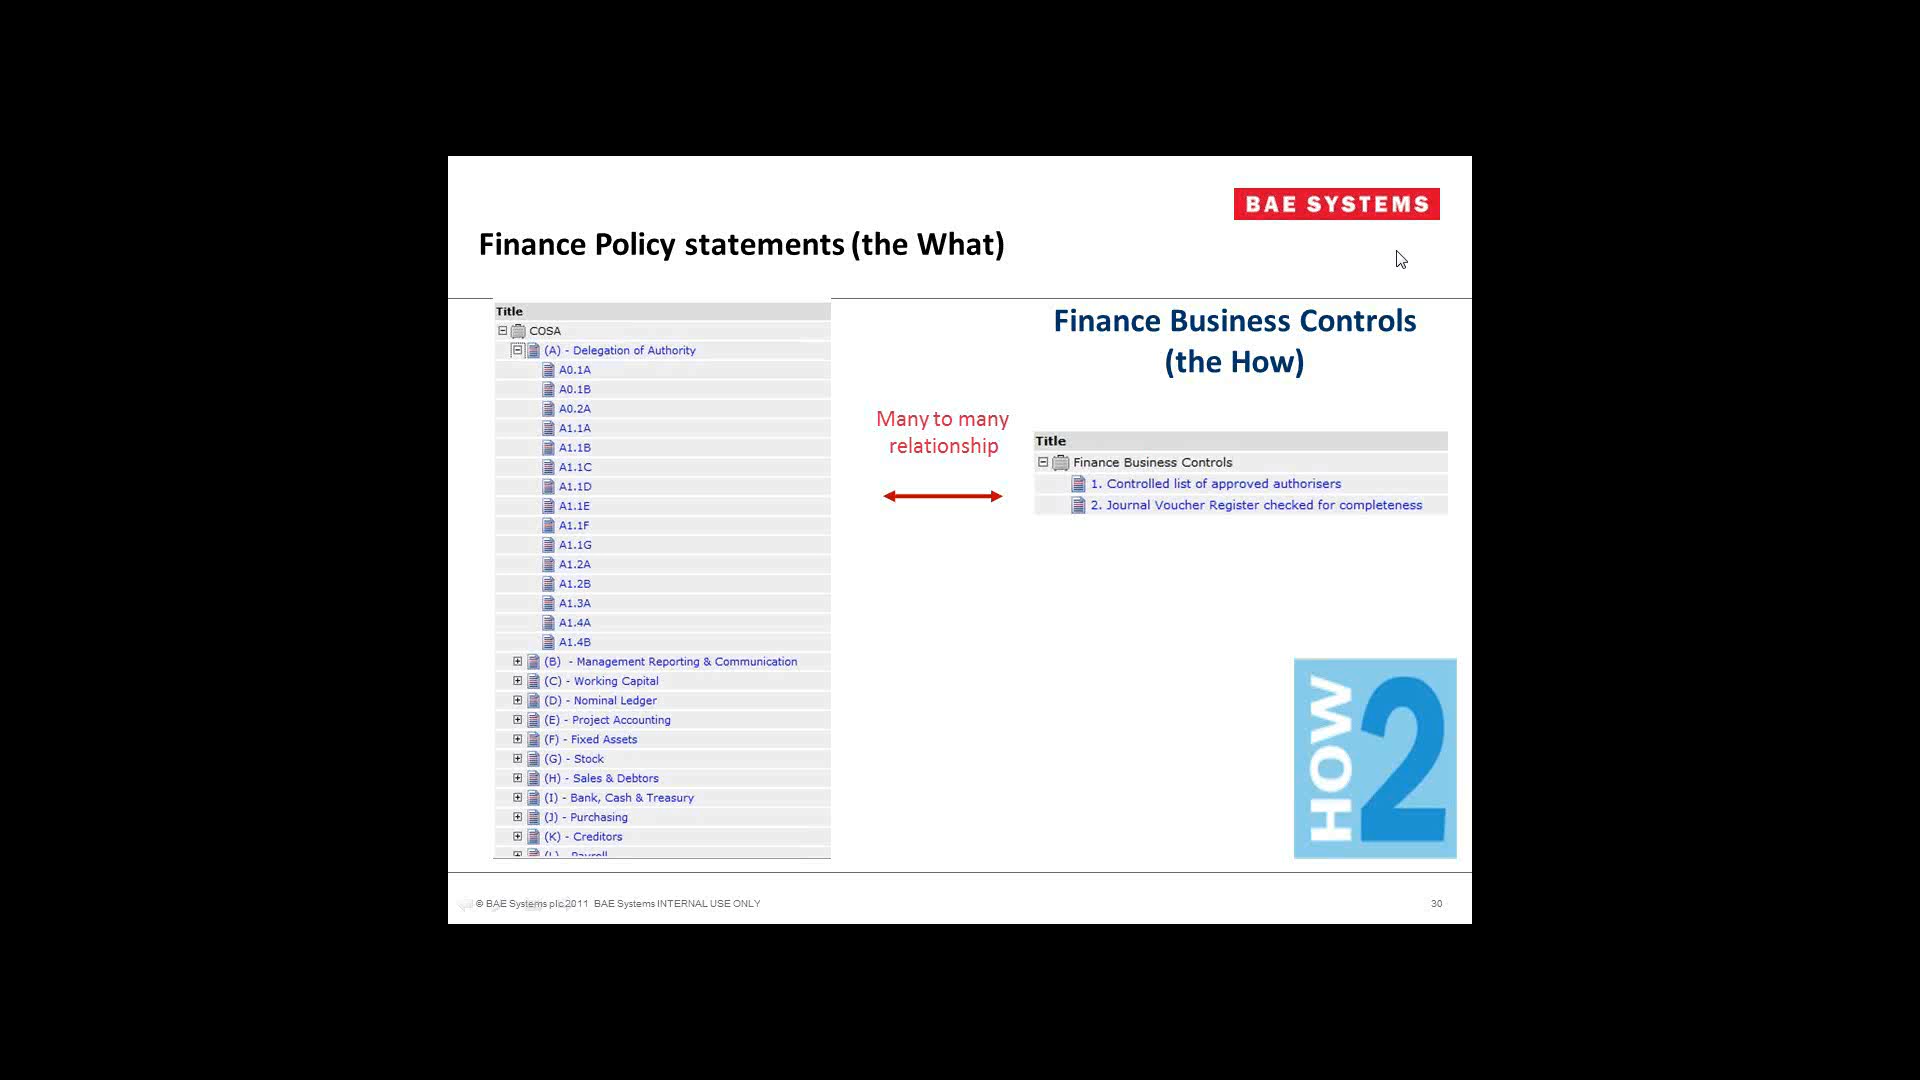 BAE SYSTEMS
Finance Policy statements (the What)
Title
COSA
(A) - Delegation of Authority
A0.1A
A0.1B
A0.2A
A1.1A
A1.1B
A1.1C
A1.1D
A1.1E
A1.1F
A1.1G
A1.2A
A1.2B
A1.3A
A1.4A
A1.4B
(B) - Management Reporting & Communication
(C) - Working Capital
(D) - Nominal Ledger
(E) - Project Accounting
(F) - Fixed Assets
(G) - Stock
(H) - Sales & Debtors
(I) - Bank, Cash & Treasury
(J) - Purchasing
(K) - Creditors
(L) - Payroll
Many to many
relationship
Finance Business Controls
(the How)
Title
Finance Business Controls
1. Controlled list of approved authorisers
2. Journal Voucher Register checked for completeness
HOW2
© BAE Systems plc 2011 BAE Systems INTERNAL USE ONLY
30